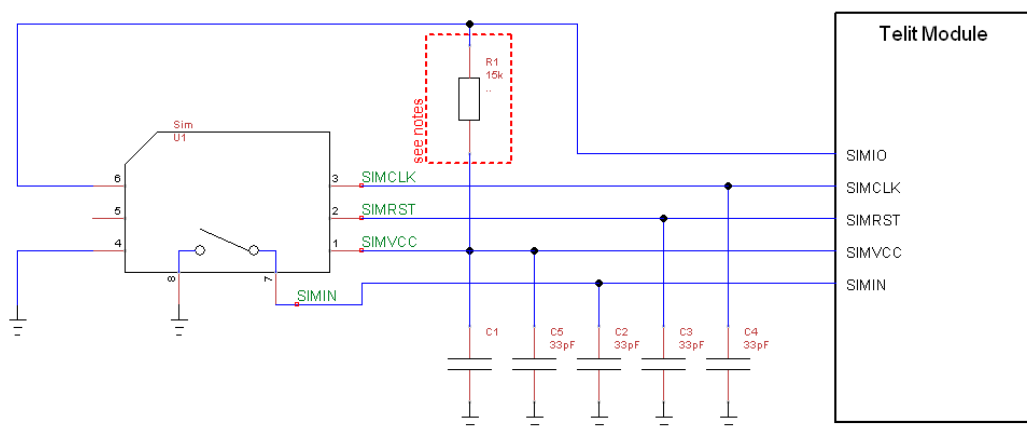 Telit Module
R1
15k
..
see notes
Sim
U1
SIMIO
6
3
SIMCLK
SIMCLK
5
2
SIMRST
SIMRST
4
1
SIMVCC
SIMVCC
8
7
SIMIN
SIMIN
C1
C5
33pF
C2
33pF
C3
33pF
C4
33pF